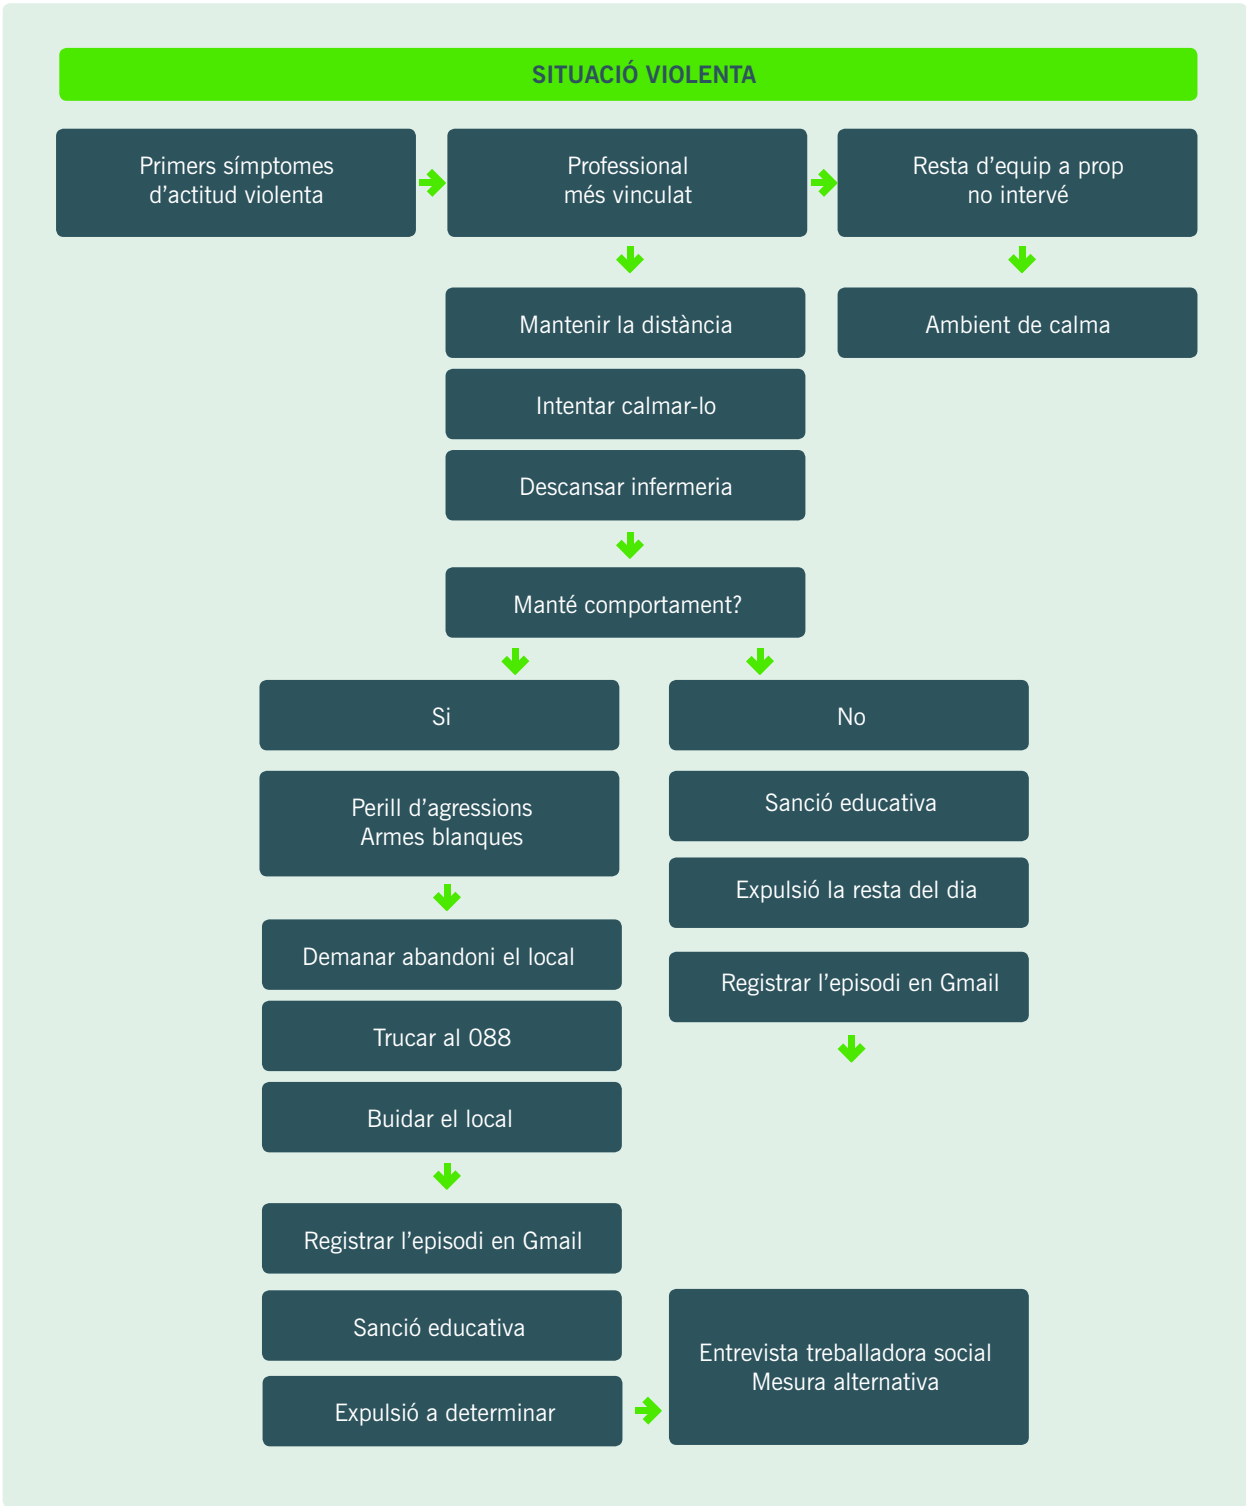 SITUACIÓ VIOLENTA
Primers símptomes
d’actitud violenta
Professional
més vinculat
Resta d’equip a prop
no intervé
Mantenir la distància
Ambient de calma
Intentar calmar-lo
Descansar infermeria
Manté comportament?
Si
No
Perill d’agressions
Armes blanques
Sanció educativa
Expulsió la resta del dia
Demanar abandoni el local
Registrar l’episodi en Gmail
Trucar al 088
Buidar el local
Registrar l’episodi en Gmail
Sanció educativa
Entrevista treballadora social
Mesura alternativa
Expulsió a determinar